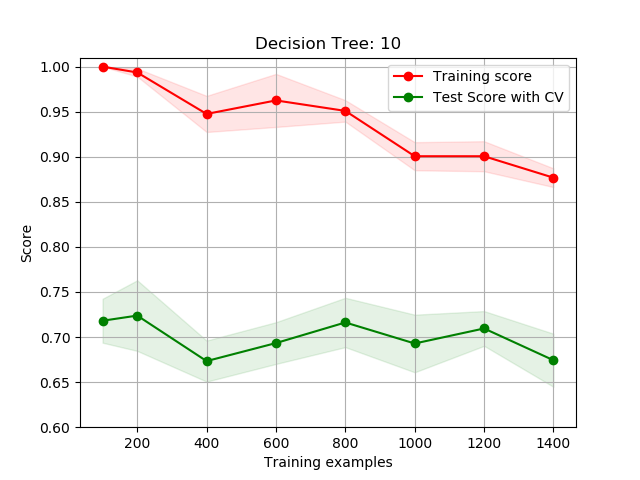 Decision Tree: 10
Training score
Test Score with CV
1.00
0.95
0.90
0.85
0.80
0.75
0.70
0.65
0.60
Score
200 400 600 800 1000 1200 1400
Training examples